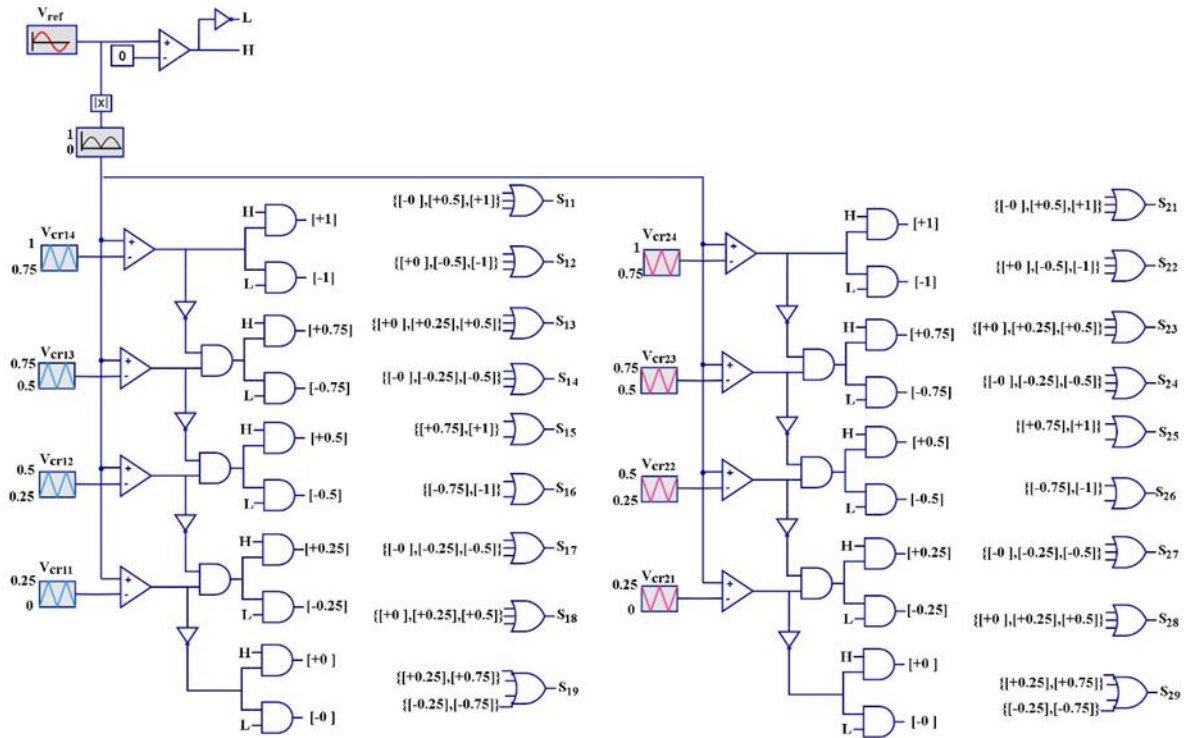 Vref
L
H
0
+
-
|x|
1
0
Vcr14
1
0.75
+
-
H
[+1]
L
[-1]
Vcr13
0.75
0.5
+
-
H
[+0.75]
L
[-0.75]
Vcr12
0.5
0.25
+
-
H
[+0.5]
L
[-0.5]
Vcr11
0.25
0
+
-
H
[+0.25]
L
[-0.25]
H
[+0 ]
L
[-0 ]
{[-0 ],[+0.5],[+1]} S11
{[+0 ],[-0.5],[-1]} S12
{[+0 ],[+0.25],[+0.5]} S13
{[-0 ],[-0.25],[-0.5]} S14
{[+0.75],[+1]} S15
{[-0.75],[-1]} S16
{[-0 ],[-0.25],[-0.5]} S17
{[+0 ],[+0.25],[+0.5]} S18
{[+0.25],[+0.75]}
{[-0.25],[-0.75]}
S19
Vcr24
1
0.75
+
-
H
[+1]
L
[-1]
Vcr23
0.75
0.5
+
-
H
[+0.75]
L
[-0.75]
Vcr22
0.5
0.25
+
-
H
[+0.5]
L
[-0.5]
Vcr21
0.25
0
+
-
H
[+0.25]
L
[-0.25]
H
[+0 ]
L
[-0 ]
{[-0 ],[+0.5],[+1]} S21
{[+0 ],[-0.5],[-1]} S22
{[+0 ],[+0.25],[+0.5]} S23
{[-0 ],[-0.25],[-0.5]} S24
{[+0.75],[+1]} S25
{[-0.75],[-1]} S26
{[-0 ],[-0.25],[-0.5]} S27
{[+0 ],[+0.25],[+0.5]} S28
{[+0.25],[+0.75]}
{[-0.25],[-0.75]}
S29